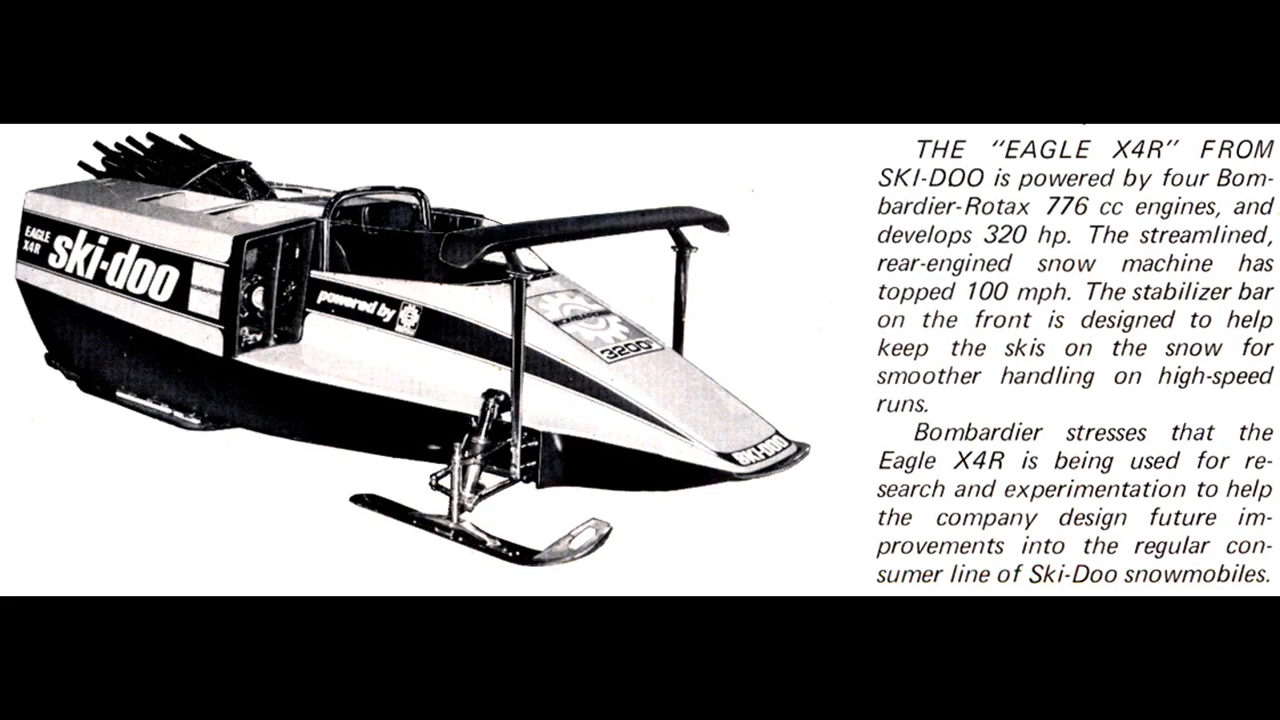 EAGLE
X4R
ski-doo
powered by
BOMBARDIER
3200
SKI-DOO
THE "EAGLE X4R" FROM
SKI-DOO is powered by four Bom-
bardier-Rotax 776 cc engines, and
develops 320 hp. The streamlined,
rear-engined snow machine has
topped 100 mph. The stabilizer bar
on the front is designed to help
keep the skis on the snow for
smoother handling on high-speed
runs.
Bombardier stresses that the
Eagle X4R is being used for re-
search and experimentation to help
the company design future im-
provements into the regular con-
sumer line of Ski-Doo snowmobiles.